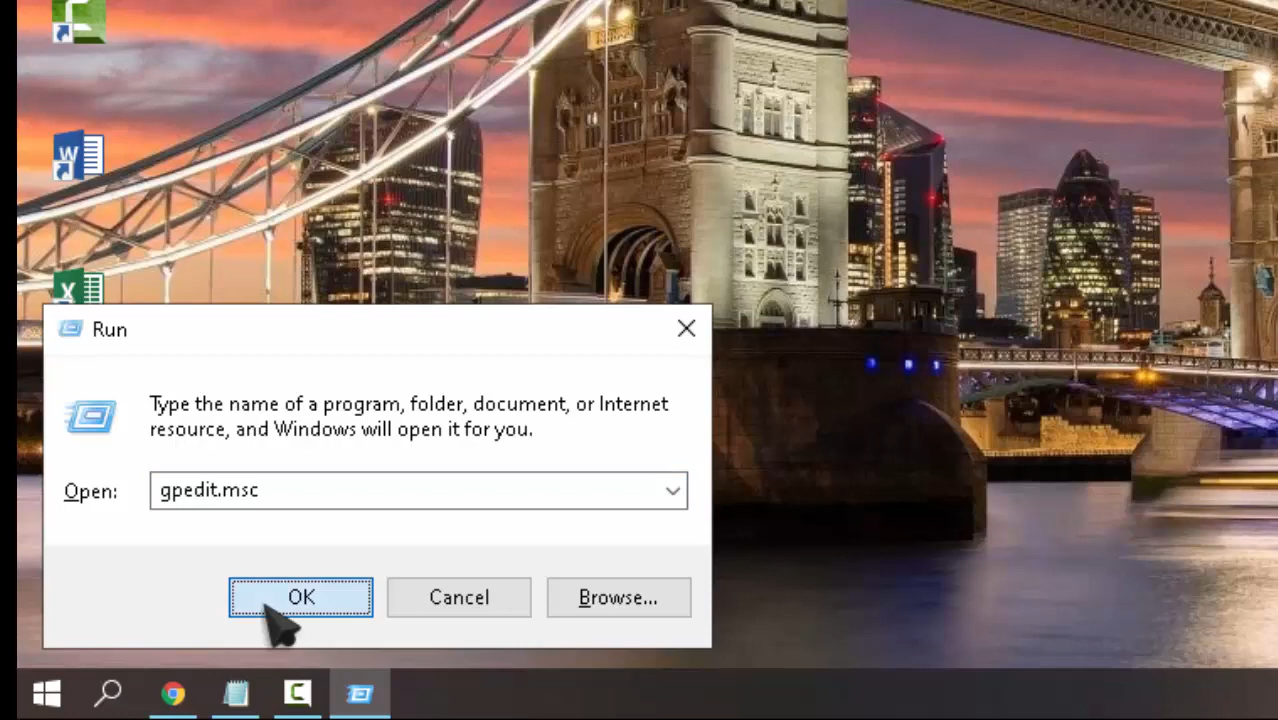 Run
Type the name of a program, folder, document, or Internet
resource, and Windows will open it for you.
Open: gpedit.msc
OK Cancel Browse...